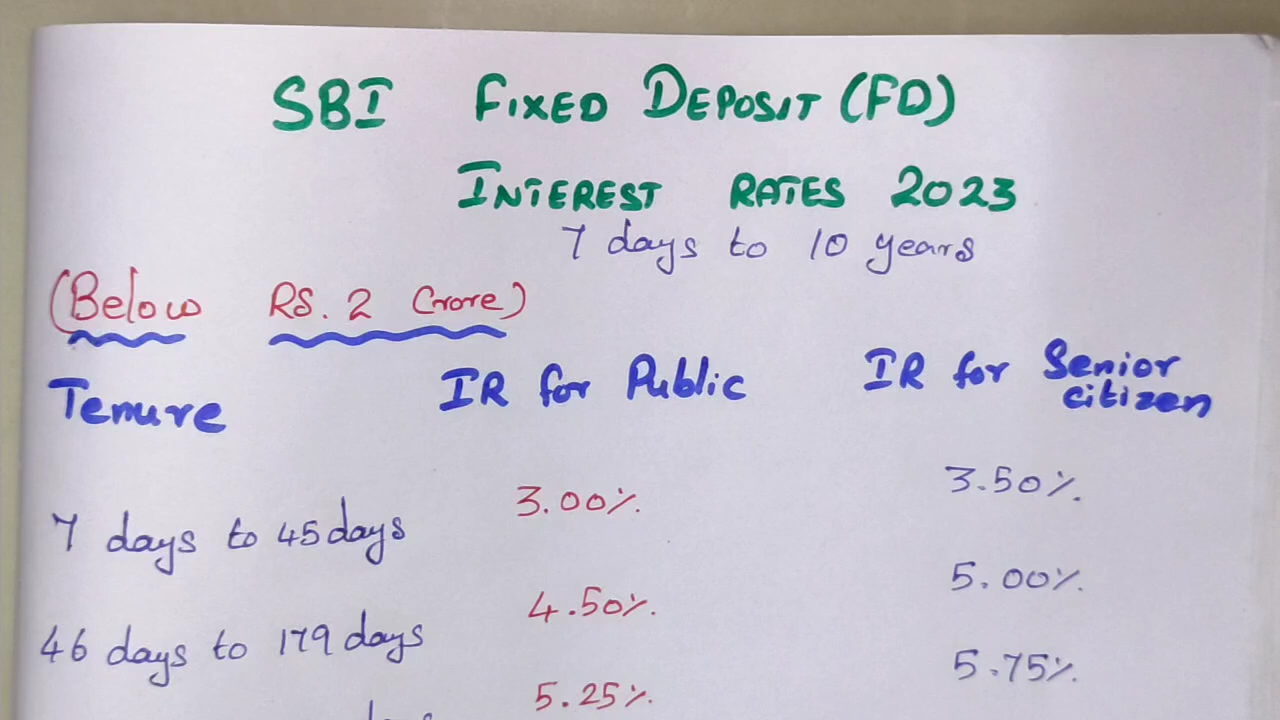 SBI FIXED DEPOSIT (FD)
INTEREST RATES 2023
7 days to 10 years
(Below RS. 2 Crore)
Tenure IR for Public IR for Senior citizen
7 days to 45 days 3.00% 3.50%
46 days to 179 days 4.50% 5.00%
5.25% 5.75%